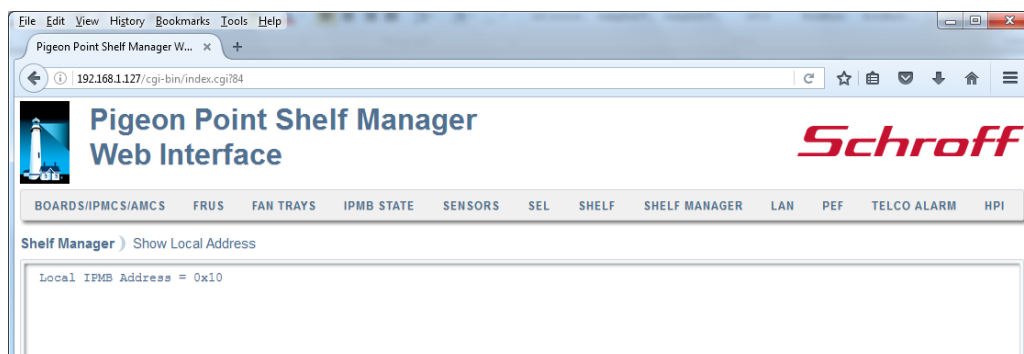 File Edit View History Bookmarks Tools Help
Pigeon Point Shelf Manager W... × +
192.168.1.127/cgi-bin/index.cgi?84
Pigeon Point Shelf Manager
Web Interface
Schroff
BOARDS/IPMCS/AMCS FRUS FAN TRAYS IPMB STATE SENSORS SEL SHELF SHELF MANAGER LAN PEF TELCO ALARM HPI
Shelf Manager Show Local Address
Local IPMB Address = 0x10